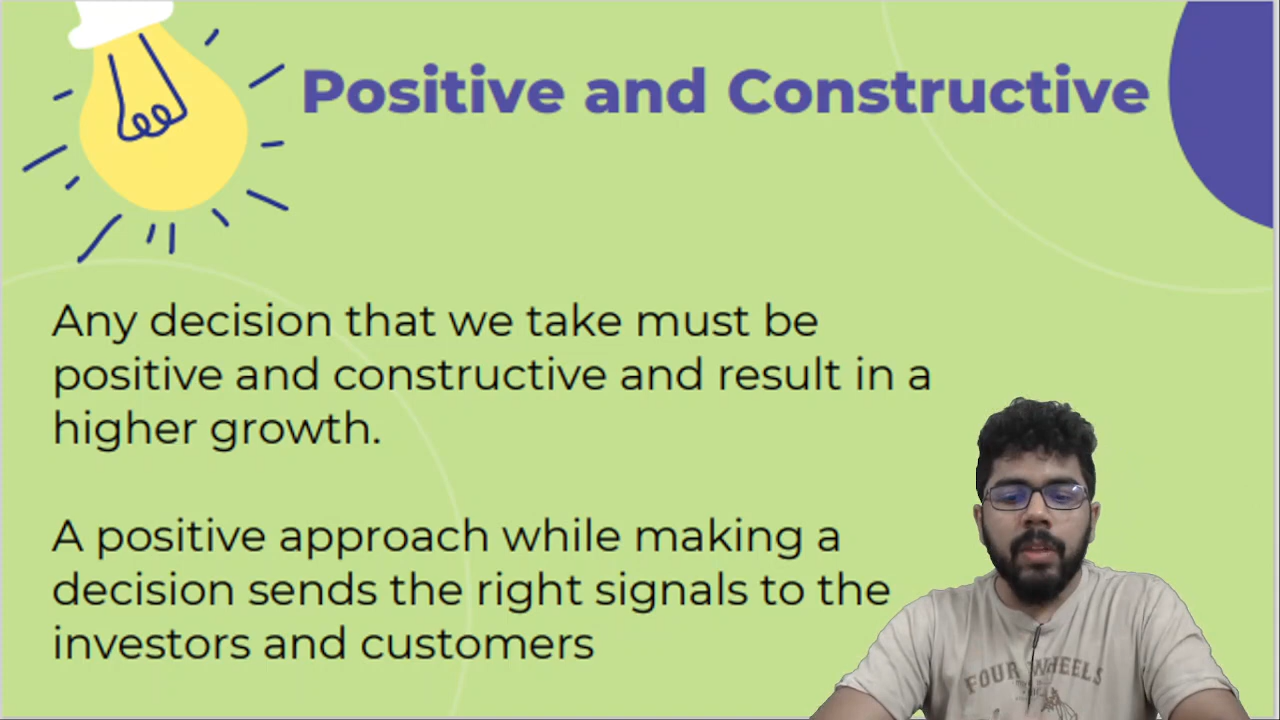 Positive and Constructive
Any decision that we take must be
positive and constructive and result in a
higher growth.
A positive approach while making a
decision sends the right signals to the
investors and customers
FOUR WHEELS